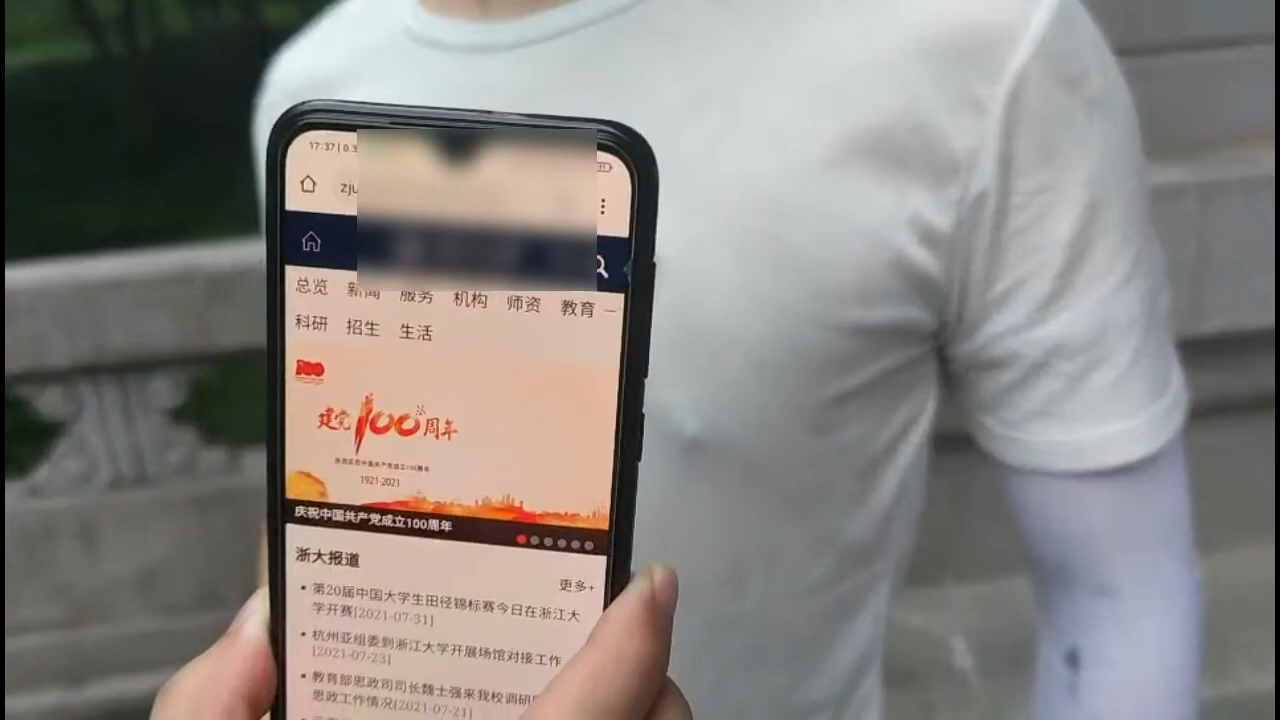 17:37 | 0.3
zju
总览 新闻 服务 机构 师资 教育
科研 招生 生活
100
建党100周年
1921-2021
庆祝中国共产党成立100周年
浙大报道
更多+
第20届中国大学生田径锦标赛今日在浙江大
学开赛[2021-07-31]
杭州亚组委到浙江大学开展场馆对接工作
[2021-07-23]
教育部思政司司长魏士强来我校调研
思政工作情况[2021-07-21]